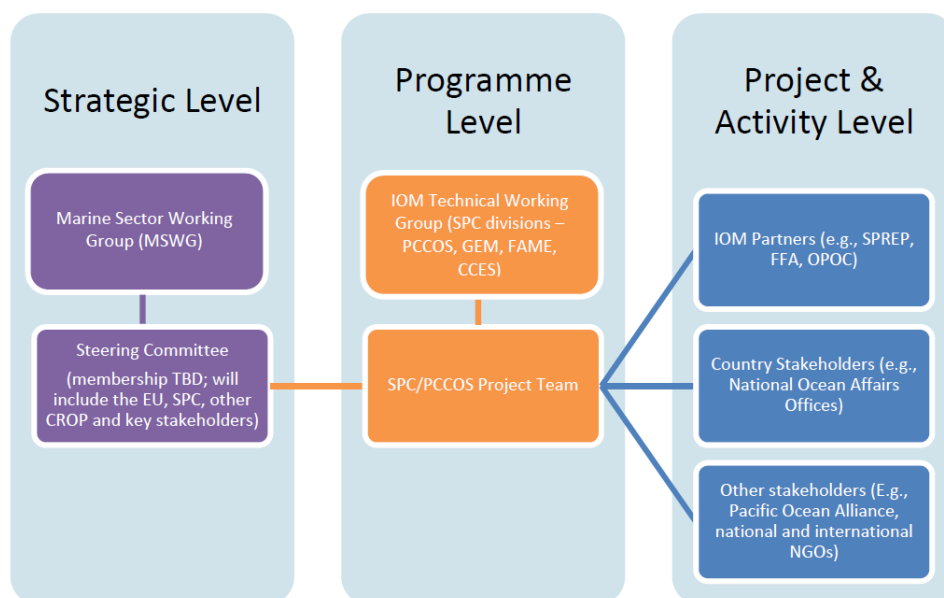 Strategic Level
Marine Sector Working
Group (MSWG)
Steering Committee
(membership TBD; will
include the EU, SPC, other
CROP and key stakeholders)
Programme
Level
IOM Technical Working
Group (SPC divisions –
PCCOS, GEM, FAME,
CCES)
SPC/PCCOS Project Team
Project &
Activity Level
IOM Partners (e.g., SPREP,
FFA, OPOC)
Country Stakeholders (e.g.,
National Ocean Affairs
Offices)
Other stakeholders (E.g.,
Pacific Ocean Alliance,
national and international
NGOs)